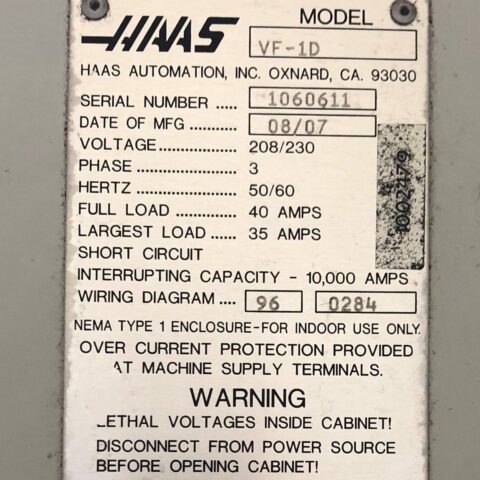 HAAS
MODEL
VF-1D
HAAS AUTOMATION, INC. OXNARD, CA. 93030
SERIAL NUMBER ..... 1060611
DATE OF MFG ........... 08/07
VOLTAGE.............. 208/230
PHASE .................. 3
HERTZ ................... 50/60
FULL LOAD .............. 40 AMPS
LARGEST LOAD ...... 35 AMPS
SHORT CIRCUIT
INTERRUPTING CAPACITY - 10,000 AMPS
WIRING DIAGRAM .... 96 0284
NEMA TYPE 1 ENCLOSURE-FOR INDOOR USE ONLY.
OVER CURRENT PROTECTION PROVIDED
AT MACHINE SUPPLY TERMINALS.
WARNING
LETHAL VOLTAGES INSIDE CABINET!
DISCONNECT FROM POWER SOURCE
BEFORE OPENING CABINET!